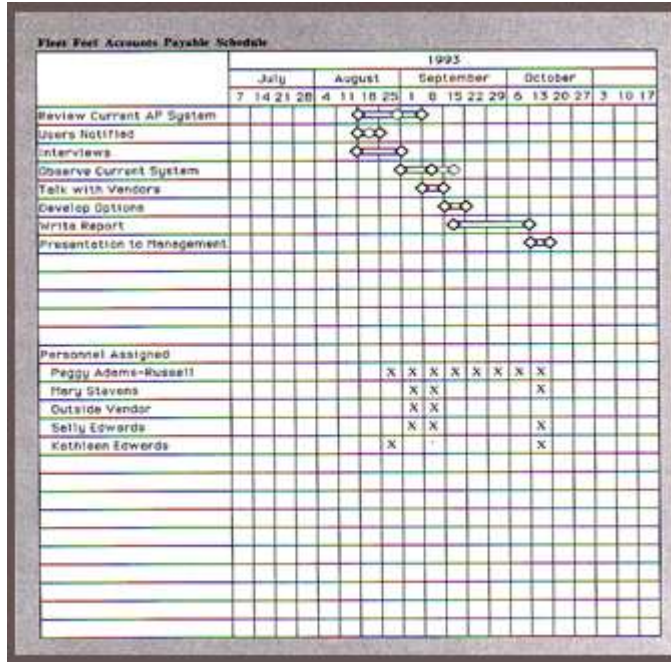 Fleet Feet Accounts Payable Schedule
1993
July August September October
7 14 21 28 4 11 18 25 1 8 15 22 29 6 13 20 27 3 10 17
Review Current AP System
Users Notified
Interviews
Observe Current System
Talk with Vendors
Develop Options
Write Report
Presentation to Management
Personnel Assigned
Peggy Adams-Russell X X X X X X X X
Mary Stevens X X X
Outside Vendor X X
Sally Edwards X X X
Kathleen Edwards X X